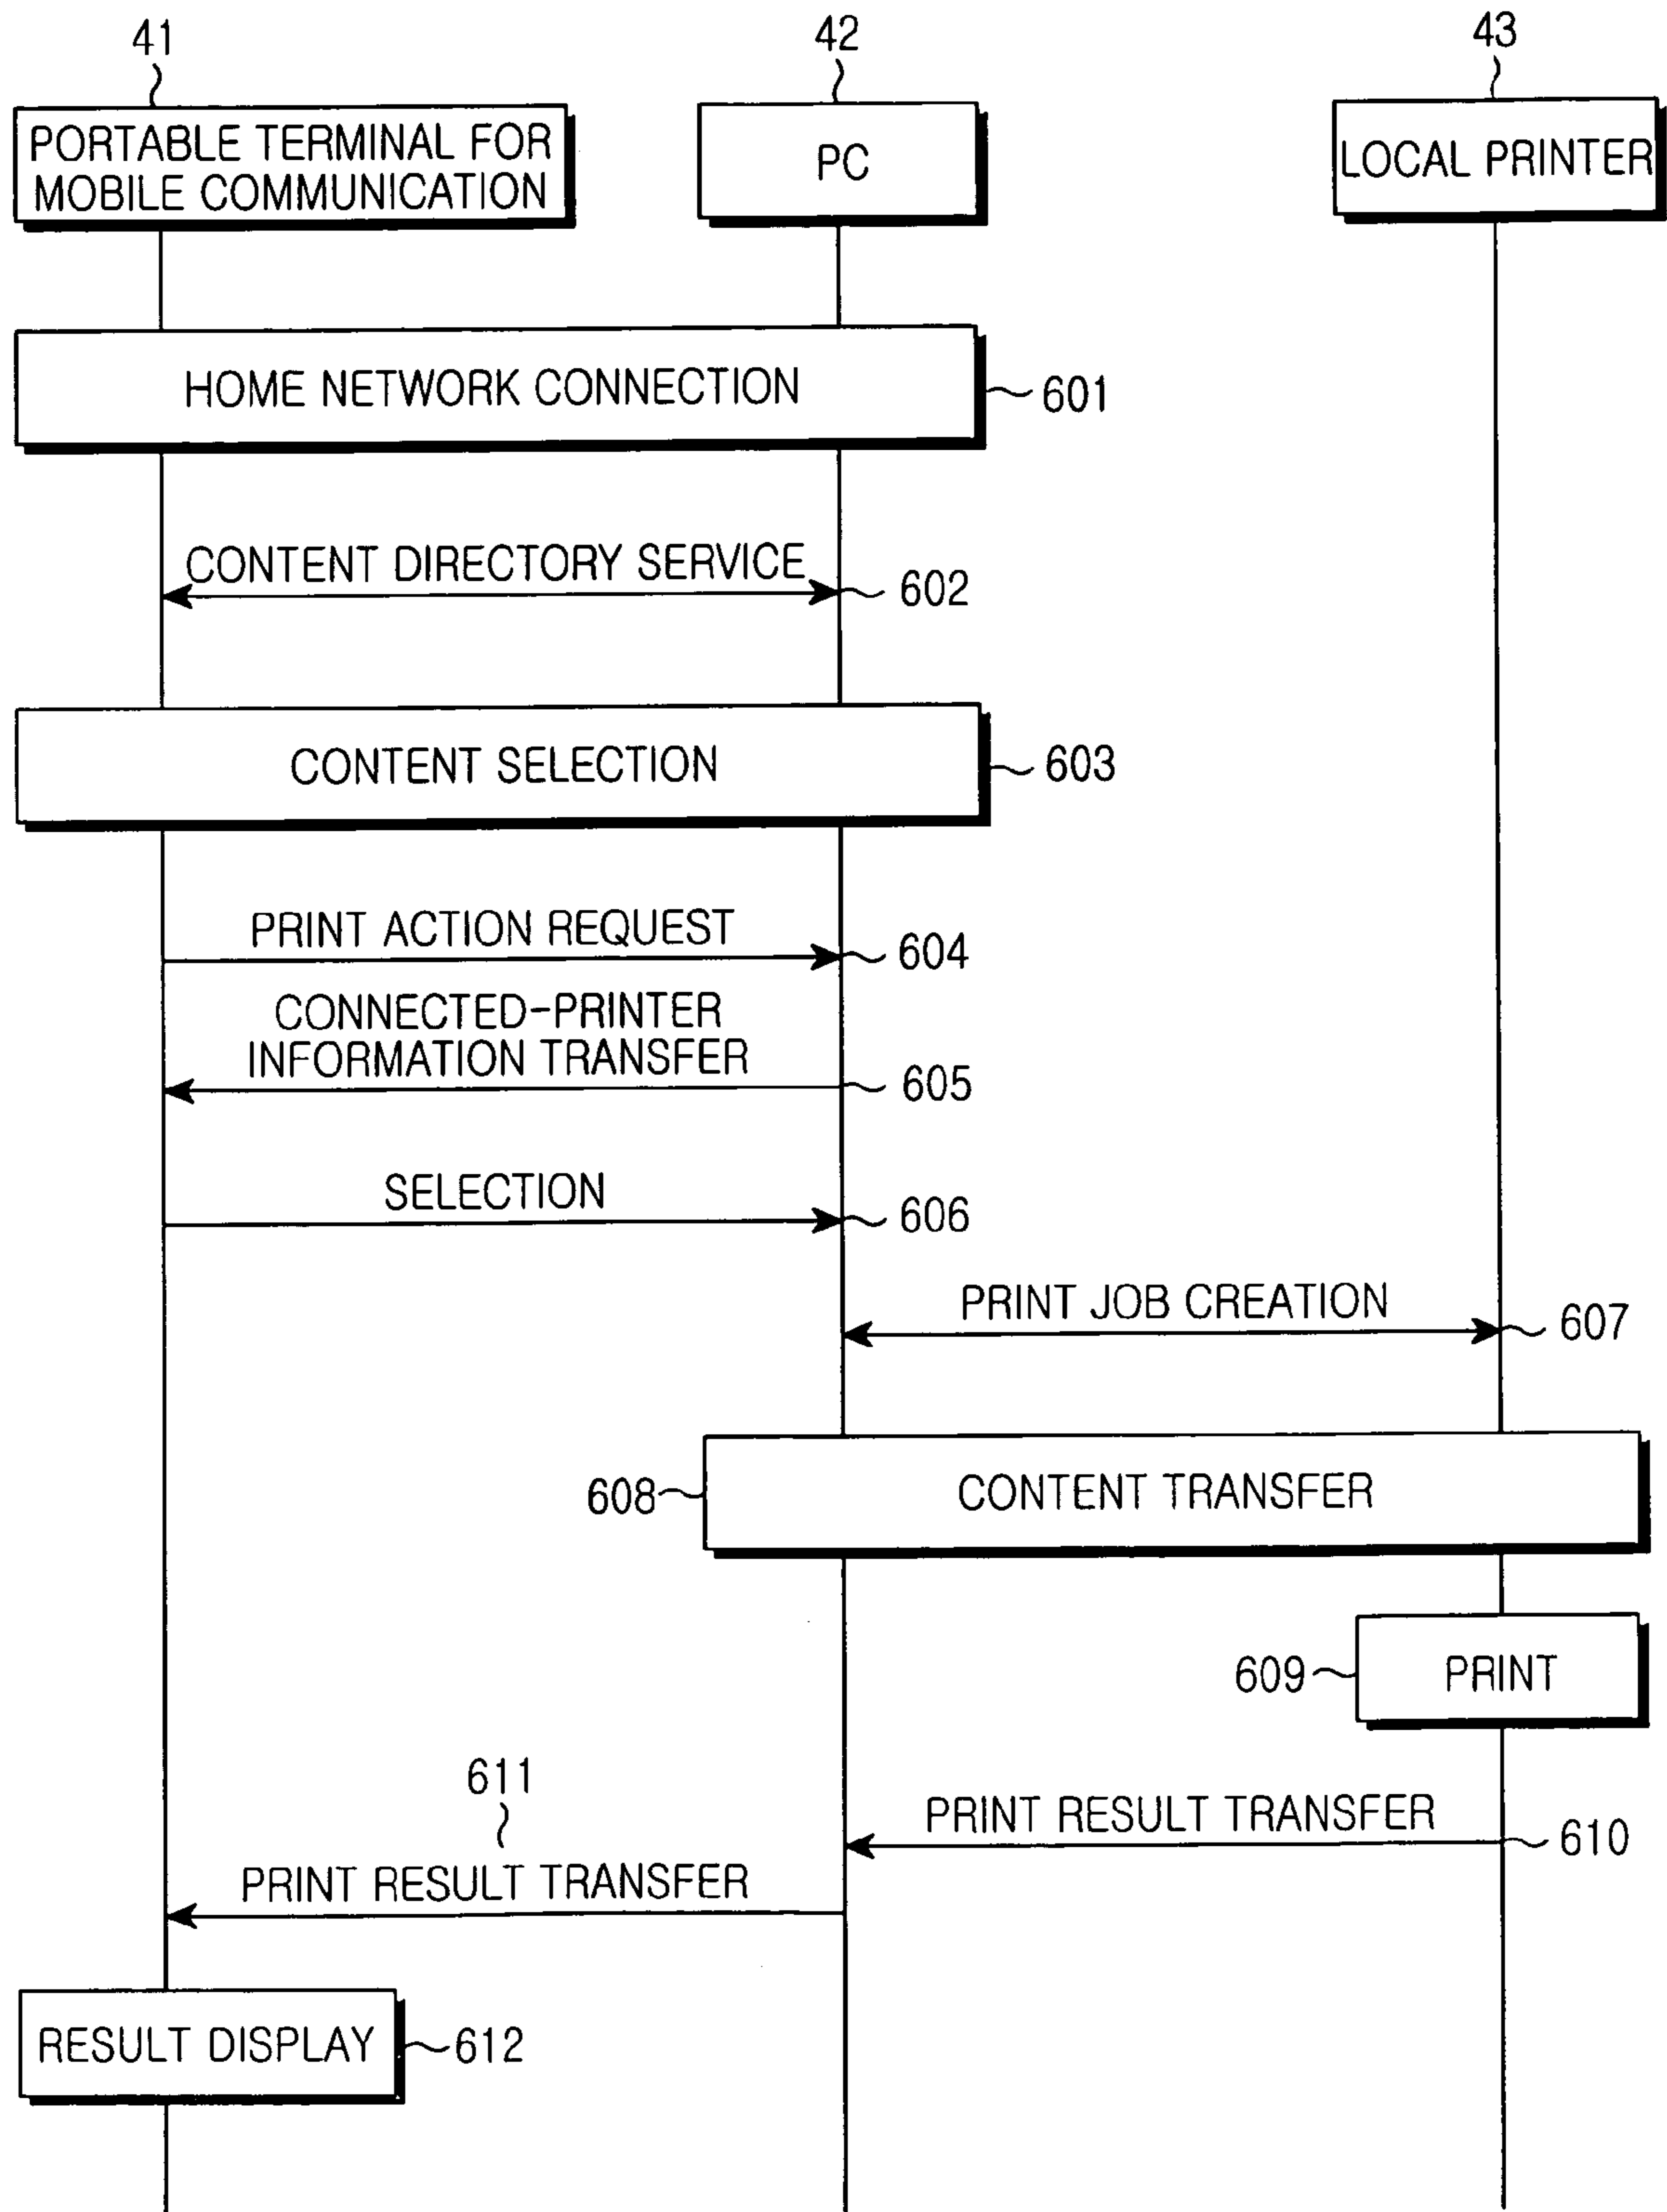 41
42
43
PORTABLE TERMINAL FOR
MOBILE COMMUNICATION
PC
LOCAL PRINTER
HOME NETWORK CONNECTION
601
CONTENT DIRECTORY SERVICE
602
CONTENT SELECTION
603
PRINT ACTION REQUEST
604
CONNECTED-PRINTER
INFORMATION TRANSFER
605
SELECTION
606
PRINT JOB CREATION
607
608
CONTENT TRANSFER
609
PRINT
611
PRINT RESULT TRANSFER
610
PRINT RESULT TRANSFER
RESULT DISPLAY
612